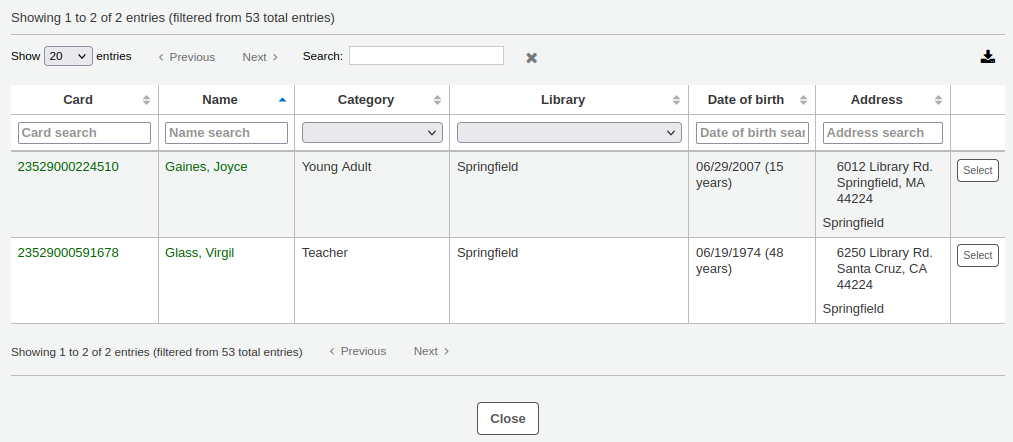 Showing 1 to 2 of 2 entries (filtered from 53 total entries)
Show 20 entries Previous Next Search:
Card Name Category Library Date of birth Address
Card search Name search Date of birth sear Address search
23529000224510 Gaines, Joyce Young Adult Springfield 06/29/2007 (15 years) 6012 Library Rd. Springfield, MA 44224 Springfield Select
23529000591678 Glass, Virgil Teacher Springfield 06/19/1974 (48 years) 6250 Library Rd. Santa Cruz, CA 44224 Springfield Select
Showing 1 to 2 of 2 entries (filtered from 53 total entries) Previous Next
Close